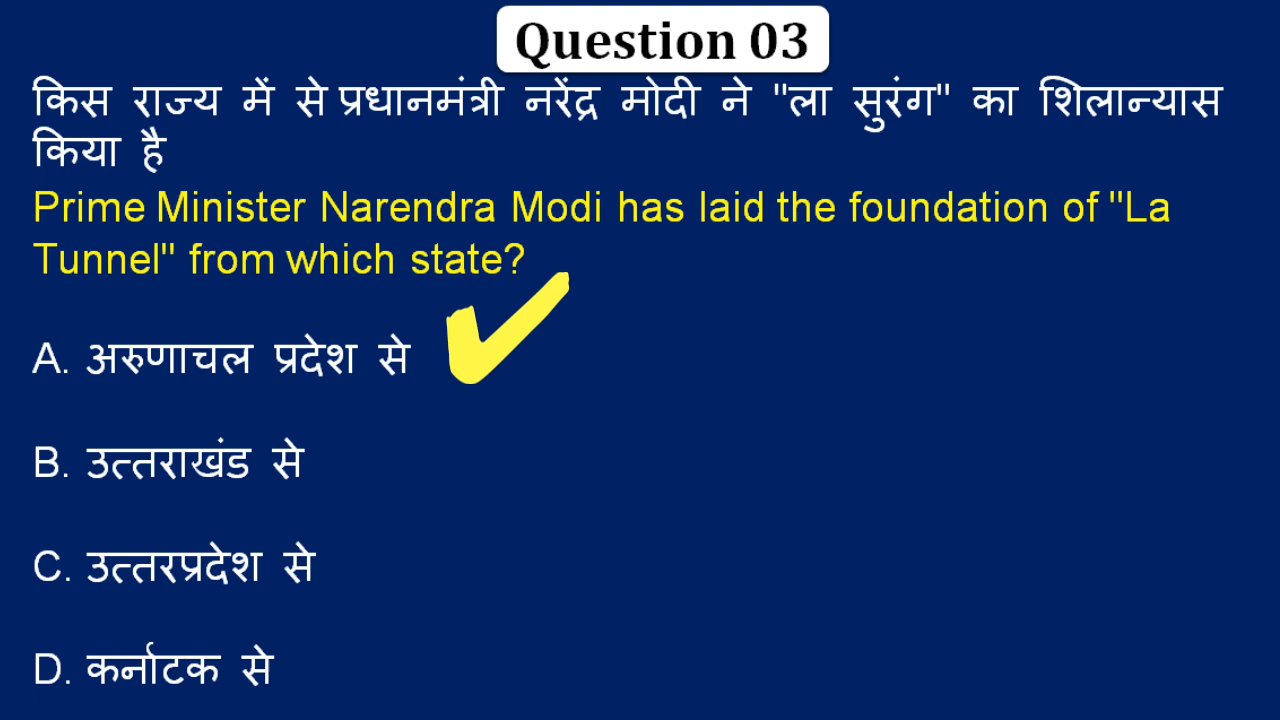 Question 03
किस राज्य में से प्रधानमंत्री नरेंद्र मोदी ने "ला सुरंग" का शिलान्यास
किया है
Prime Minister Narendra Modi has laid the foundation of "La
Tunnel" from which state?
A. अरुणाचल प्रदेश से
B. उत्तराखंड से
C. उत्तरप्रदेश से
D. कर्नाटक से